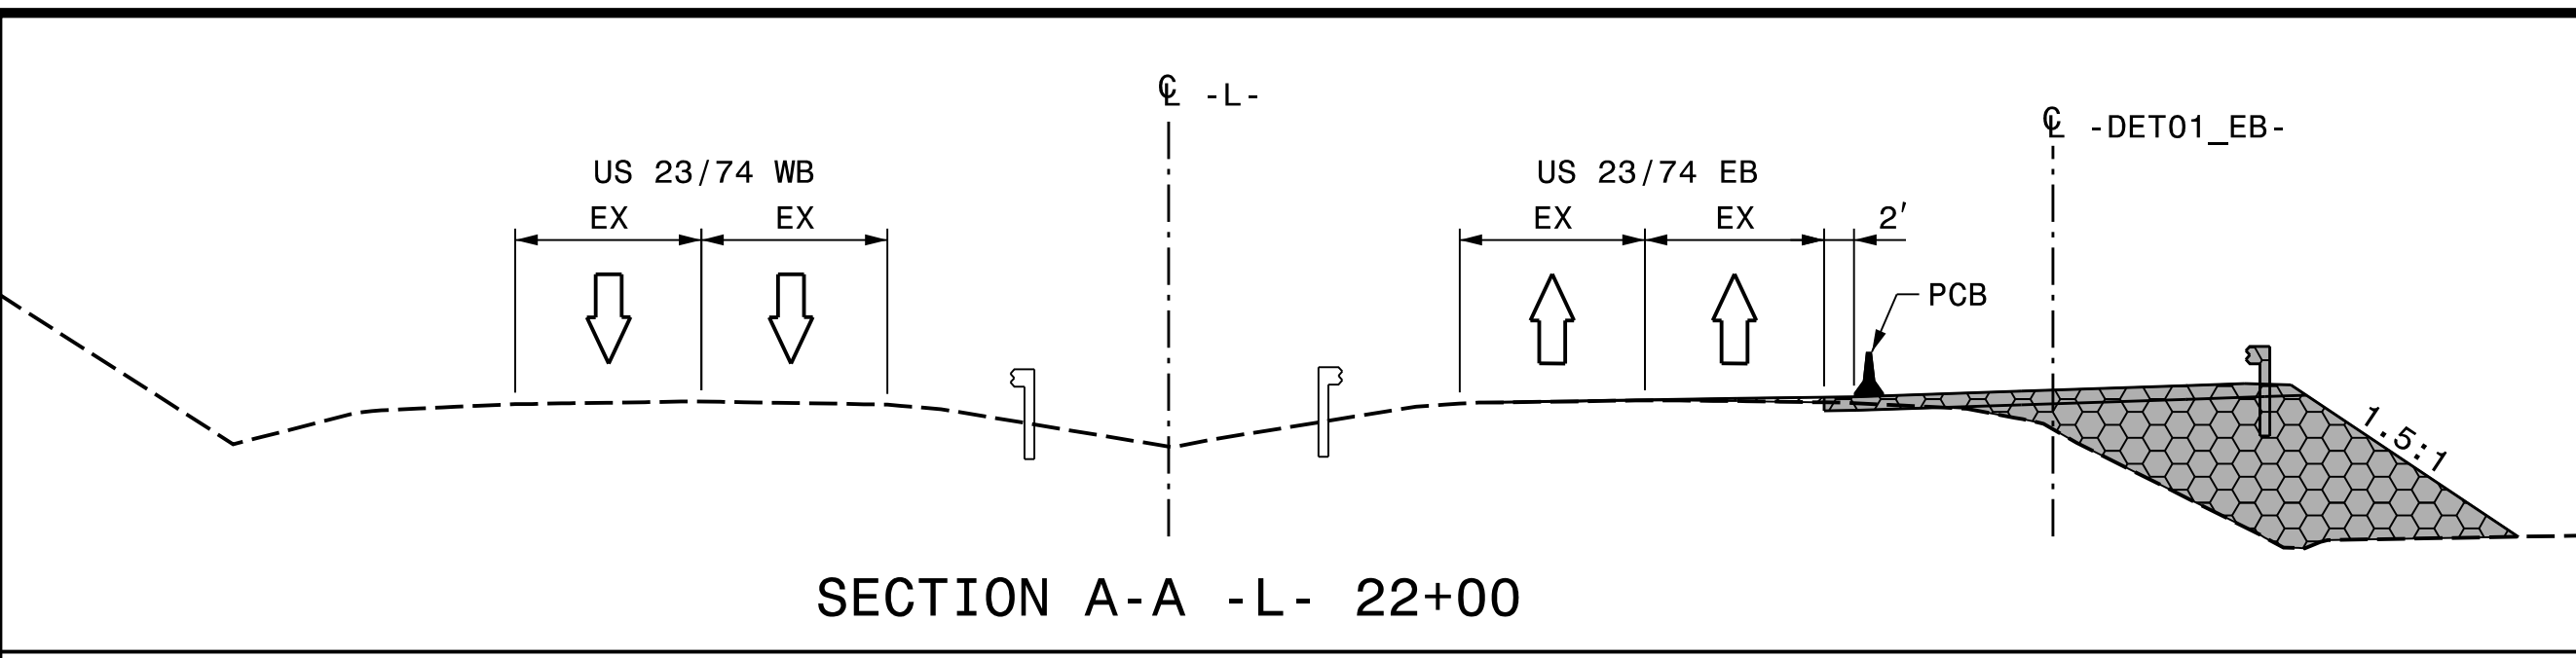 ℄ -L-
℄ -DET01_EB-
US 23/74 WB
US 23/74 EB
EX EX
EX EX 2'
PCB
1.5:1
SECTION A-A -L- 22+00